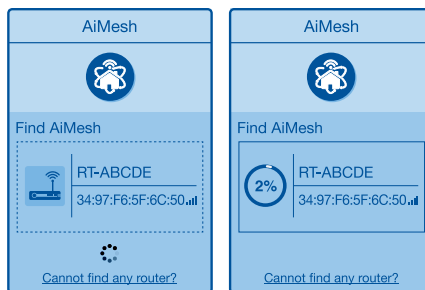 AiMesh
Find AiMesh
RT-ABCDE
34:97:F6:5F:6C:50
Cannot find any router?
AiMesh
Find AiMesh
2%
RT-ABCDE
34:97:F6:5F:6C:50
Cannot find any router?